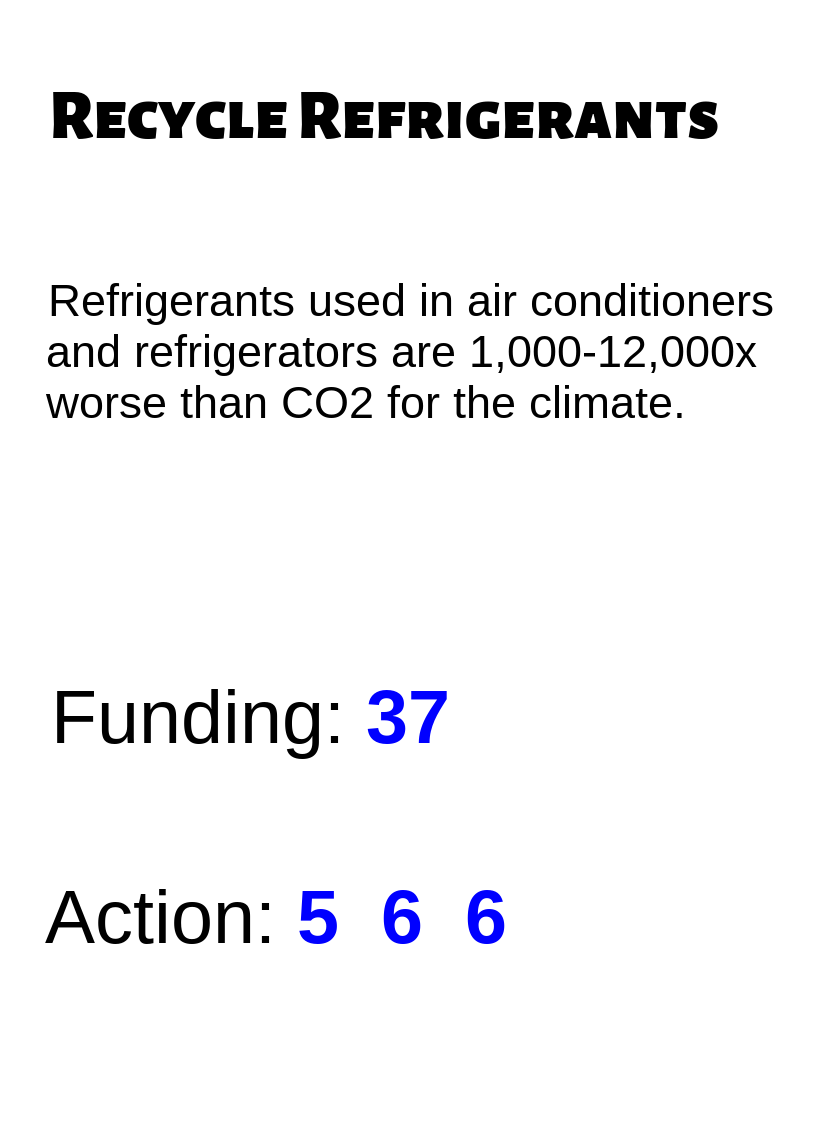 Recycle Refrigerants
Refrigerants used in air conditioners
and refrigerators are 1,000-12,000x
worse than CO2 for the climate.
Funding: 37
Action: 5 6 6